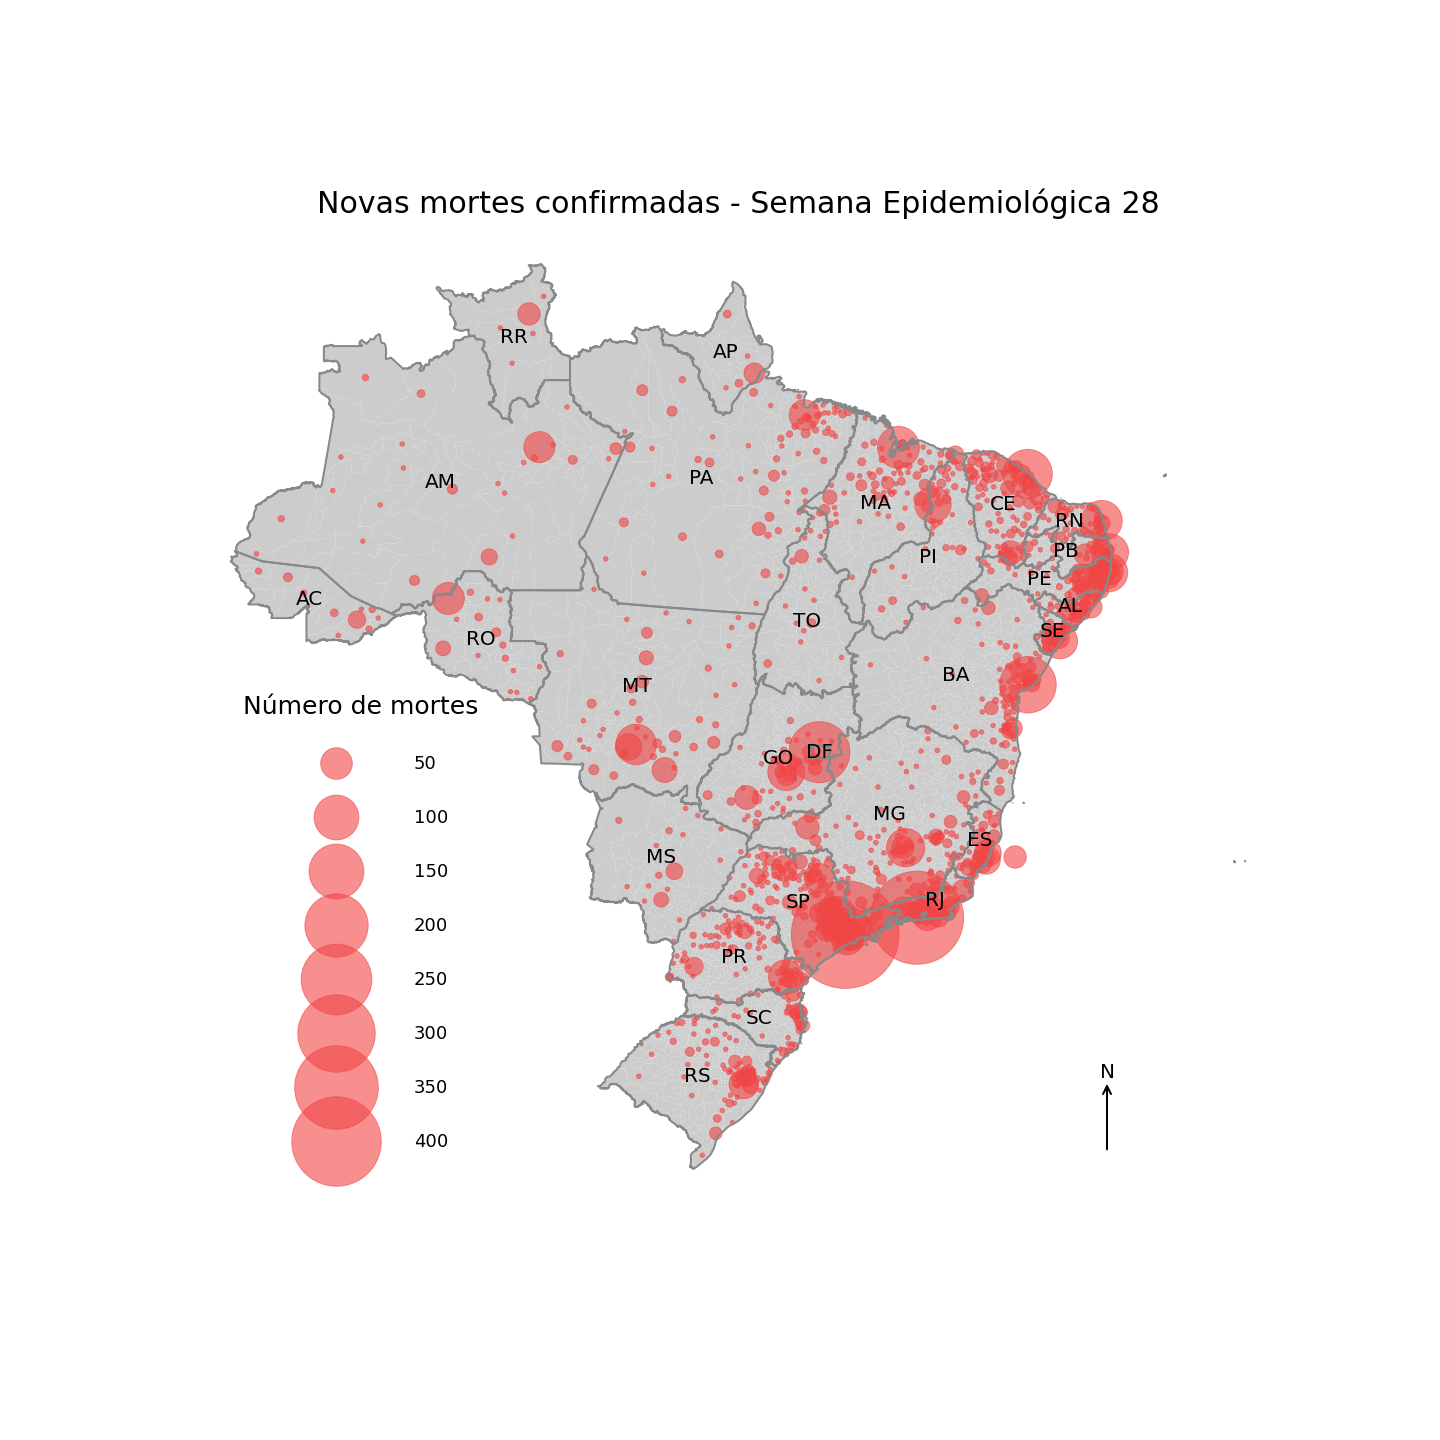 Novas mortes confirmadas - Semana Epidemiológica 28
RR
AP
AM
PA
MA
CE
RN
PB
PI
PE
AL
SE
AC
TO
RO
BA
MT
GO
DF
MG
ES
MS
SP
RJ
PR
SC
RS
Número de mortes
50
100
150
200
250
300
350
400
N